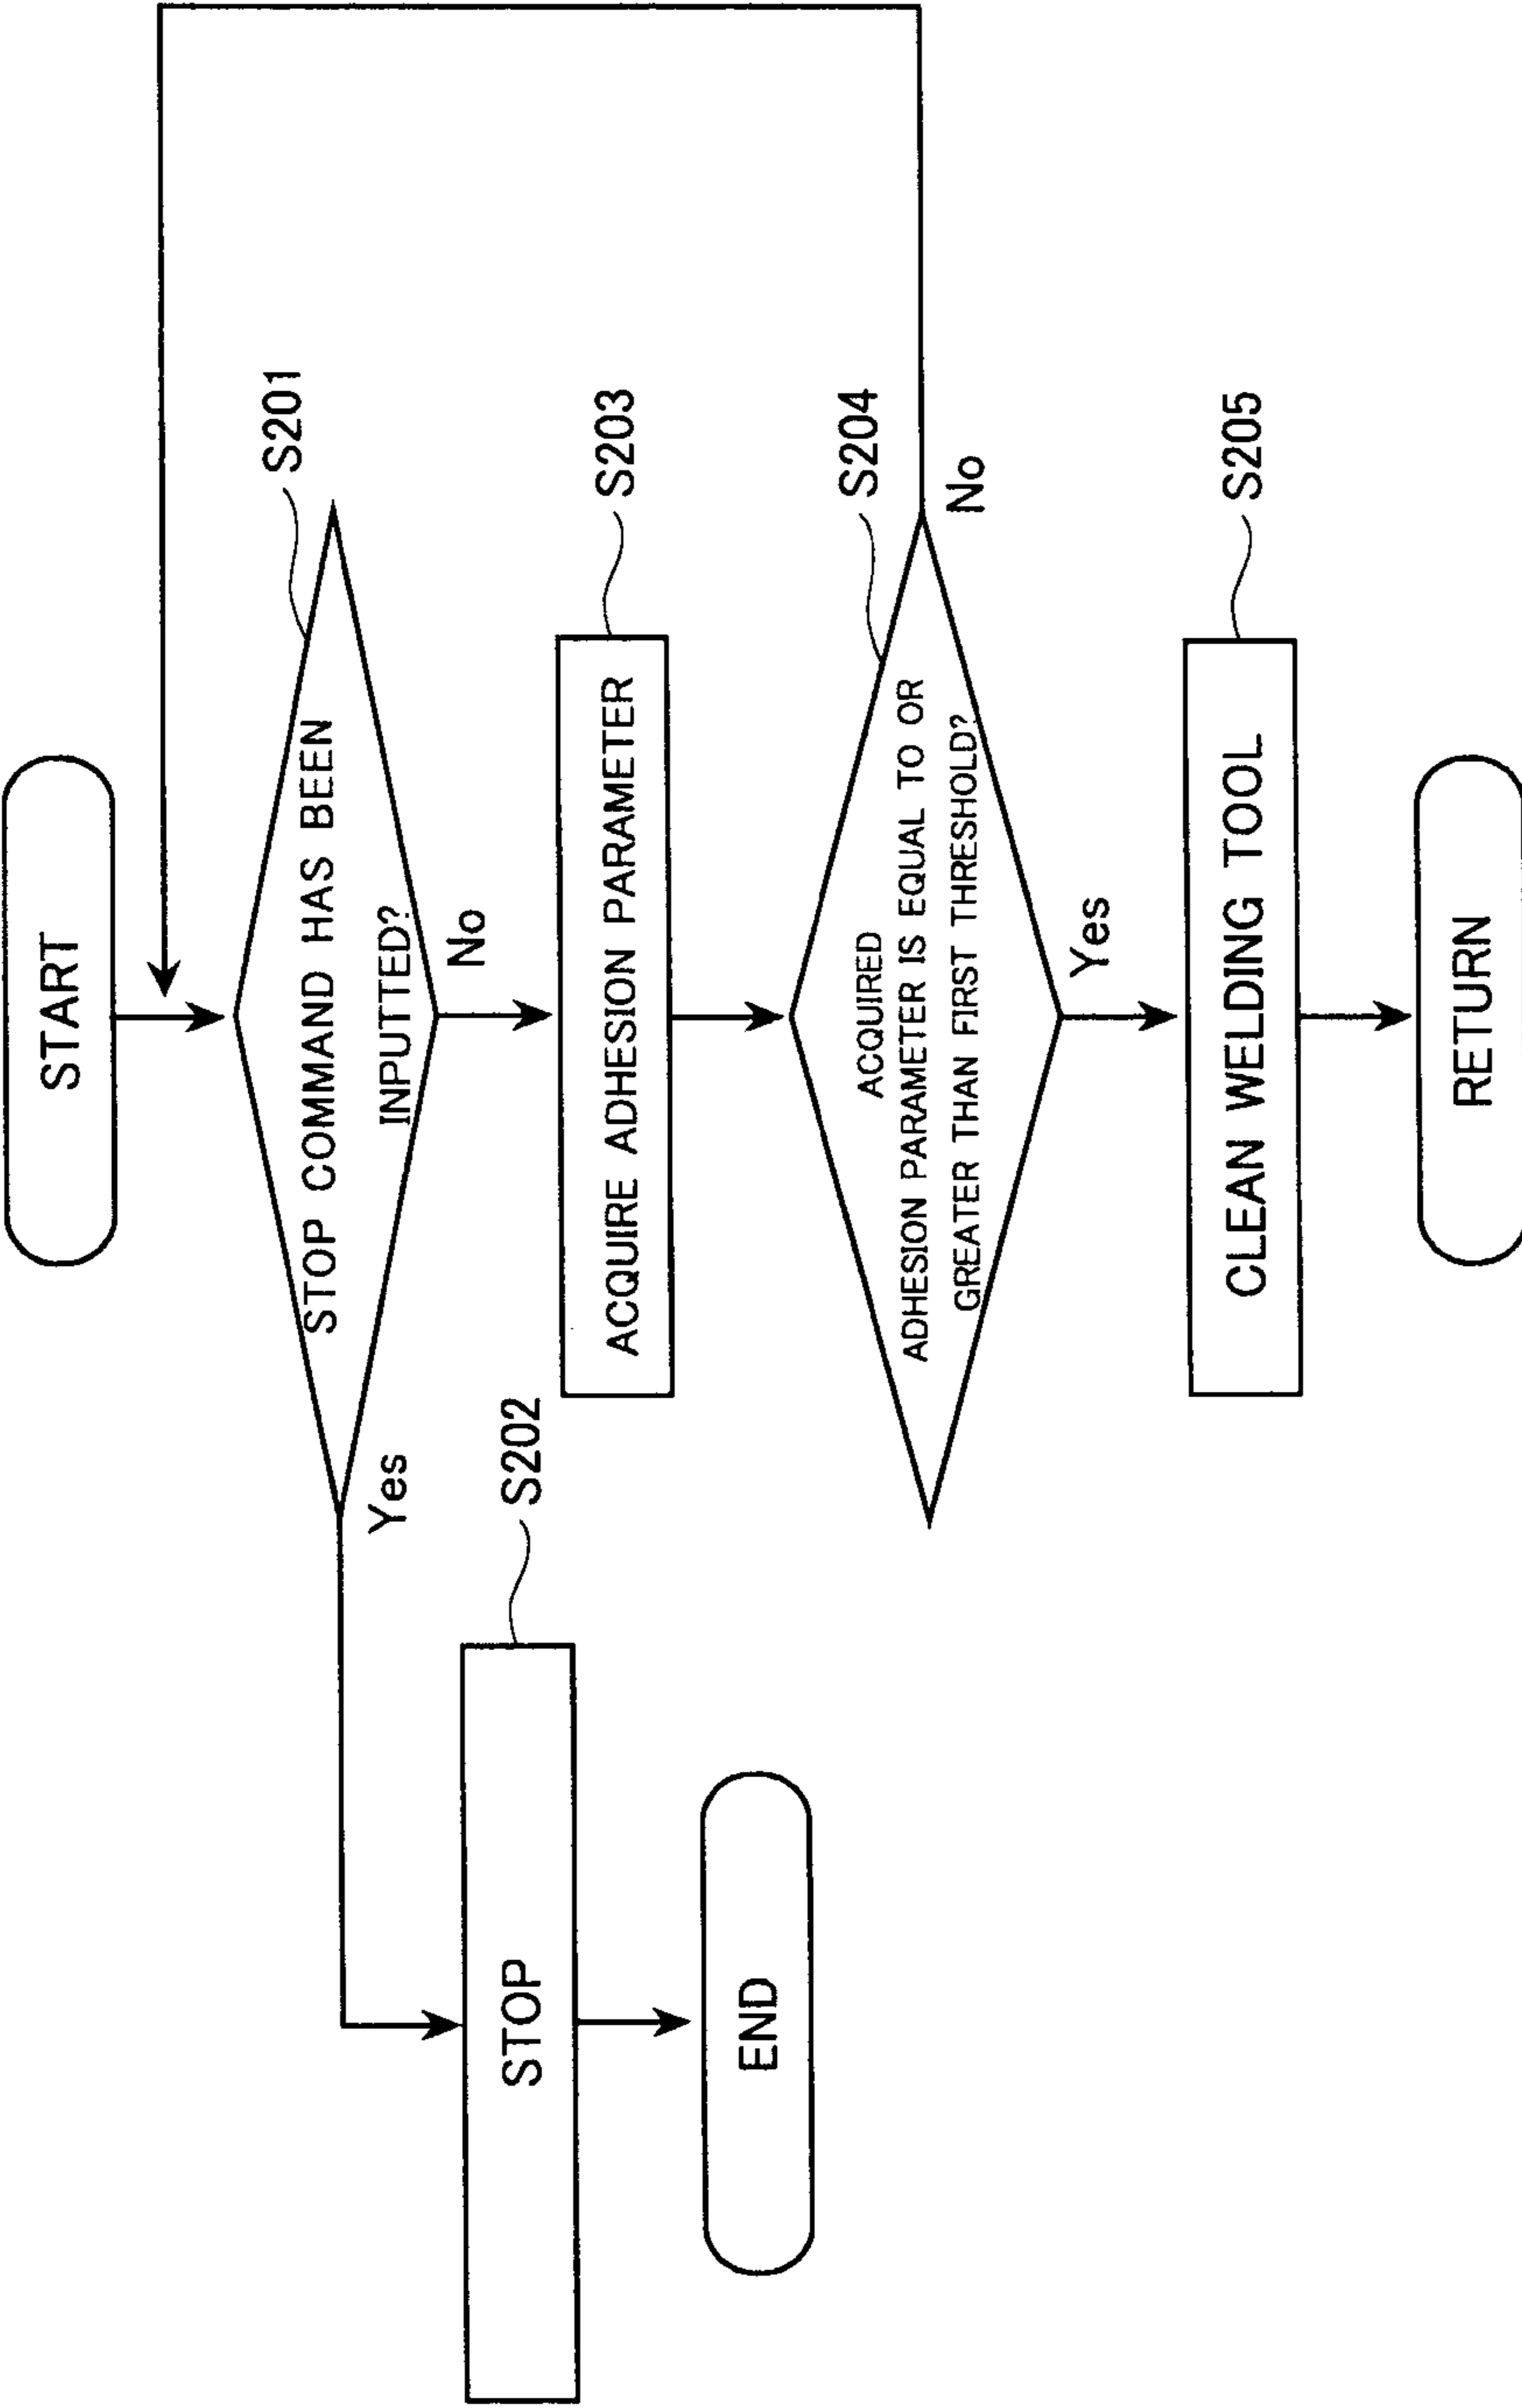 START
S201
STOP COMMAND HAS BEEN
INPUTTED?
Yes
No
S202
STOP
END
S203
ACQUIRE ADHESION PARAMETER
S204
ACQUIRED
ADHESION PARAMETER IS EQUAL TO OR
GREATER THAN FIRST THRESHOLD?
No
Yes
S205
CLEAN WELDING TOOL
RETURN